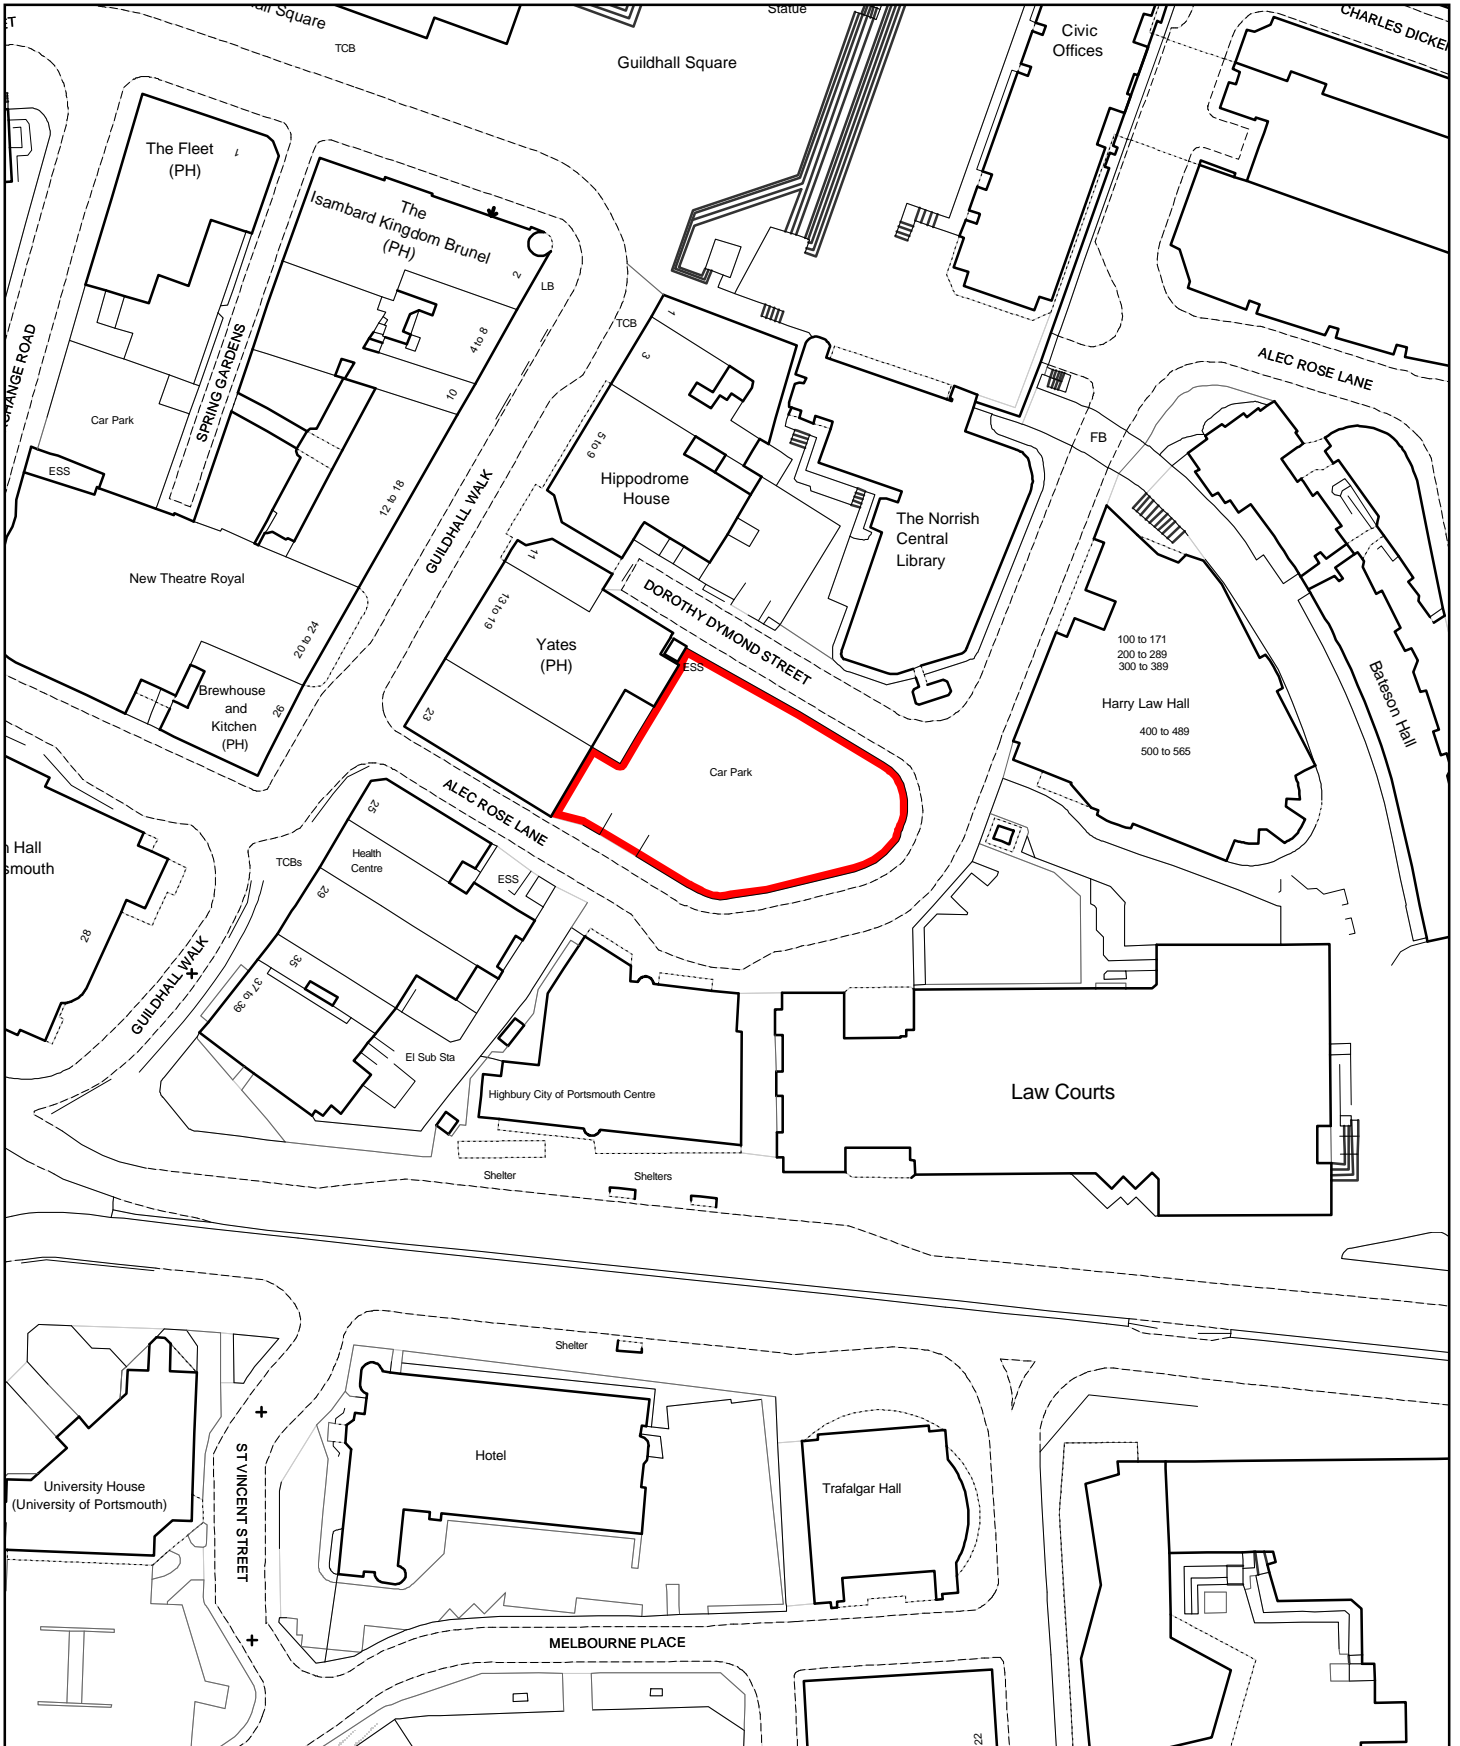 Square
TCB
Statue
Guildhall Square
Civic
Offices
CHARLES DICKE
The Fleet
(PH)
1
The
Isambard Kingdom Brunel
(PH)
2
LB
4 to 8
10
12 to 18
TCB
1
3
5 to 9
Hippodrome
House
ALEC ROSE LANE
FB
HANGE ROAD
SPRING GARDENS
Car Park
ESS
GUILDHALL WALK
The Norrish
Central
Library
New Theatre Royal
11
13 to 19
Yates
(PH)
DOROTHY DYMOND STREET
ESS
20 to 24
Brewhouse
and
Kitchen
(PH)
26
23
100 to 171
200 to 289
300 to 389
Harry Law Hall
400 to 489
500 to 565
Bateson Hall
Car Park
ALEC ROSE LANE
25
Hall
smouth
TCBs
Health
Centre
ESS
29
28
35
37 to 39
GUILDHALL WALK
El Sub Sta
Highbury City of Portsmouth Centre
Law Courts
Shelter
Shelters
Shelter
Hotel
ST VINCENT STREET
University House
(University of Portsmouth)
Trafalgar Hall
MELBOURNE PLACE
22